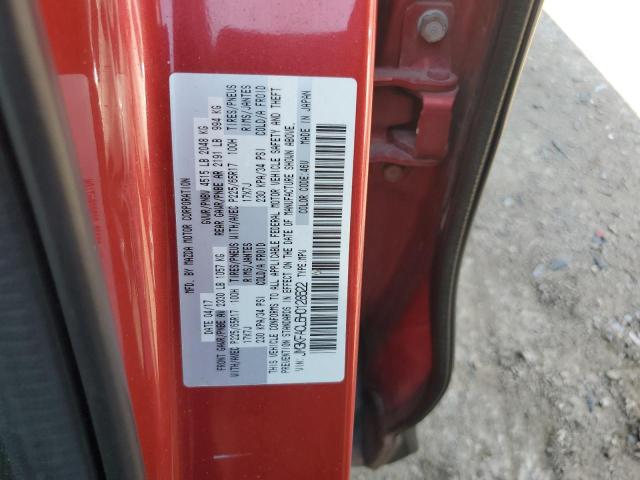 MFD. BY MAZDA MOTOR CORPORATION
DATE 04/17 GVWR/PNBV 4515 LB 2048 KG
FRONT GAWR/PNBE AV 2330 LB 1057 KG REAR GAWR/PNBE AR 2191 LB 994 KG
WITH/AVEC P225/65R17 100H TIRES/PNEUS WITH/AVEC P225/65R17 100H TIRES/PNEUS
17X7J RIMS/JANTES 17X7J RIMS/JANTES
230 KPA/34 PSI COLD/A FROID 230 KPA/34 PSI COLD/A FROID
THIS VEHICLE CONFORMS TO ALL APPLICABLE FEDERAL MOTOR VEHICLE SAFETY AND THEFT
PREVENTION STANDARDS IN EFFECT ON THE DATE OF MANUFACTURE SHOWN ABOVE.
VIN: TYPE:MPV COLOR CODE:46V MADE IN JAPAN